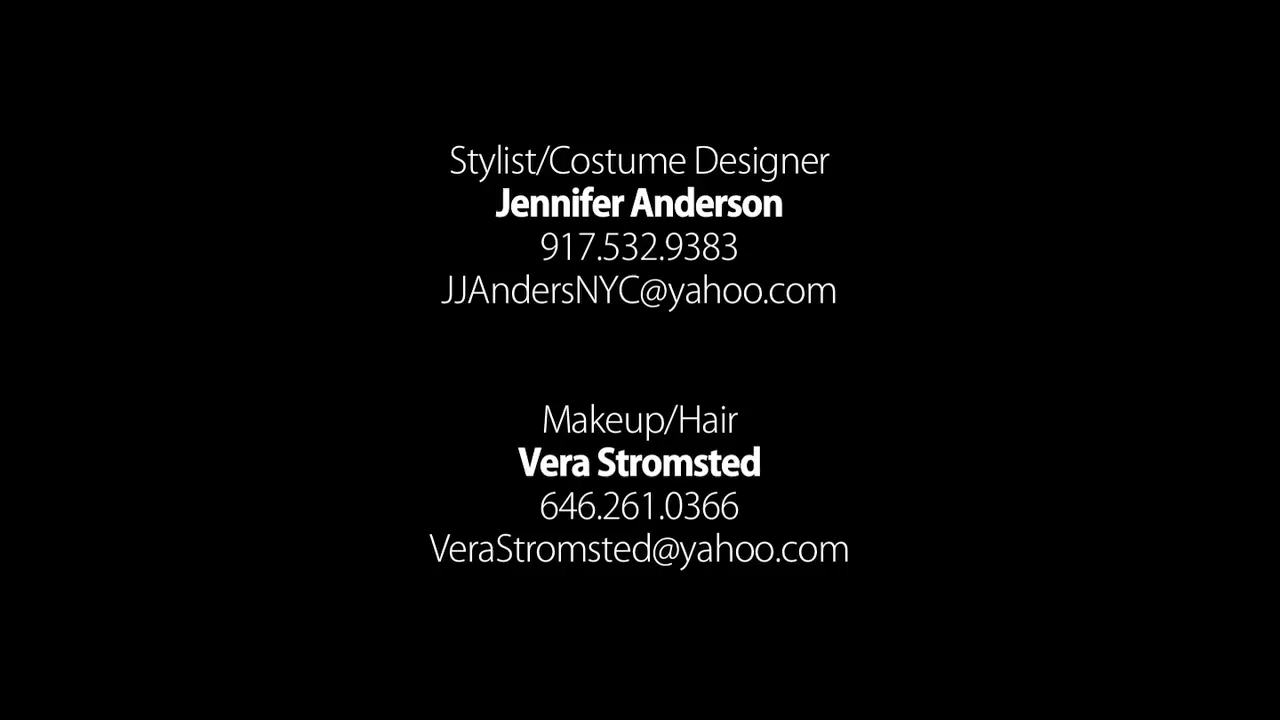 Stylist/Costume Designer
Jennifer Anderson
917.532.9383
JJAndersNYC@yahoo.com
Makeup/Hair
Vera Stromsted
646.261.0366
VeraStromsted@yahoo.com